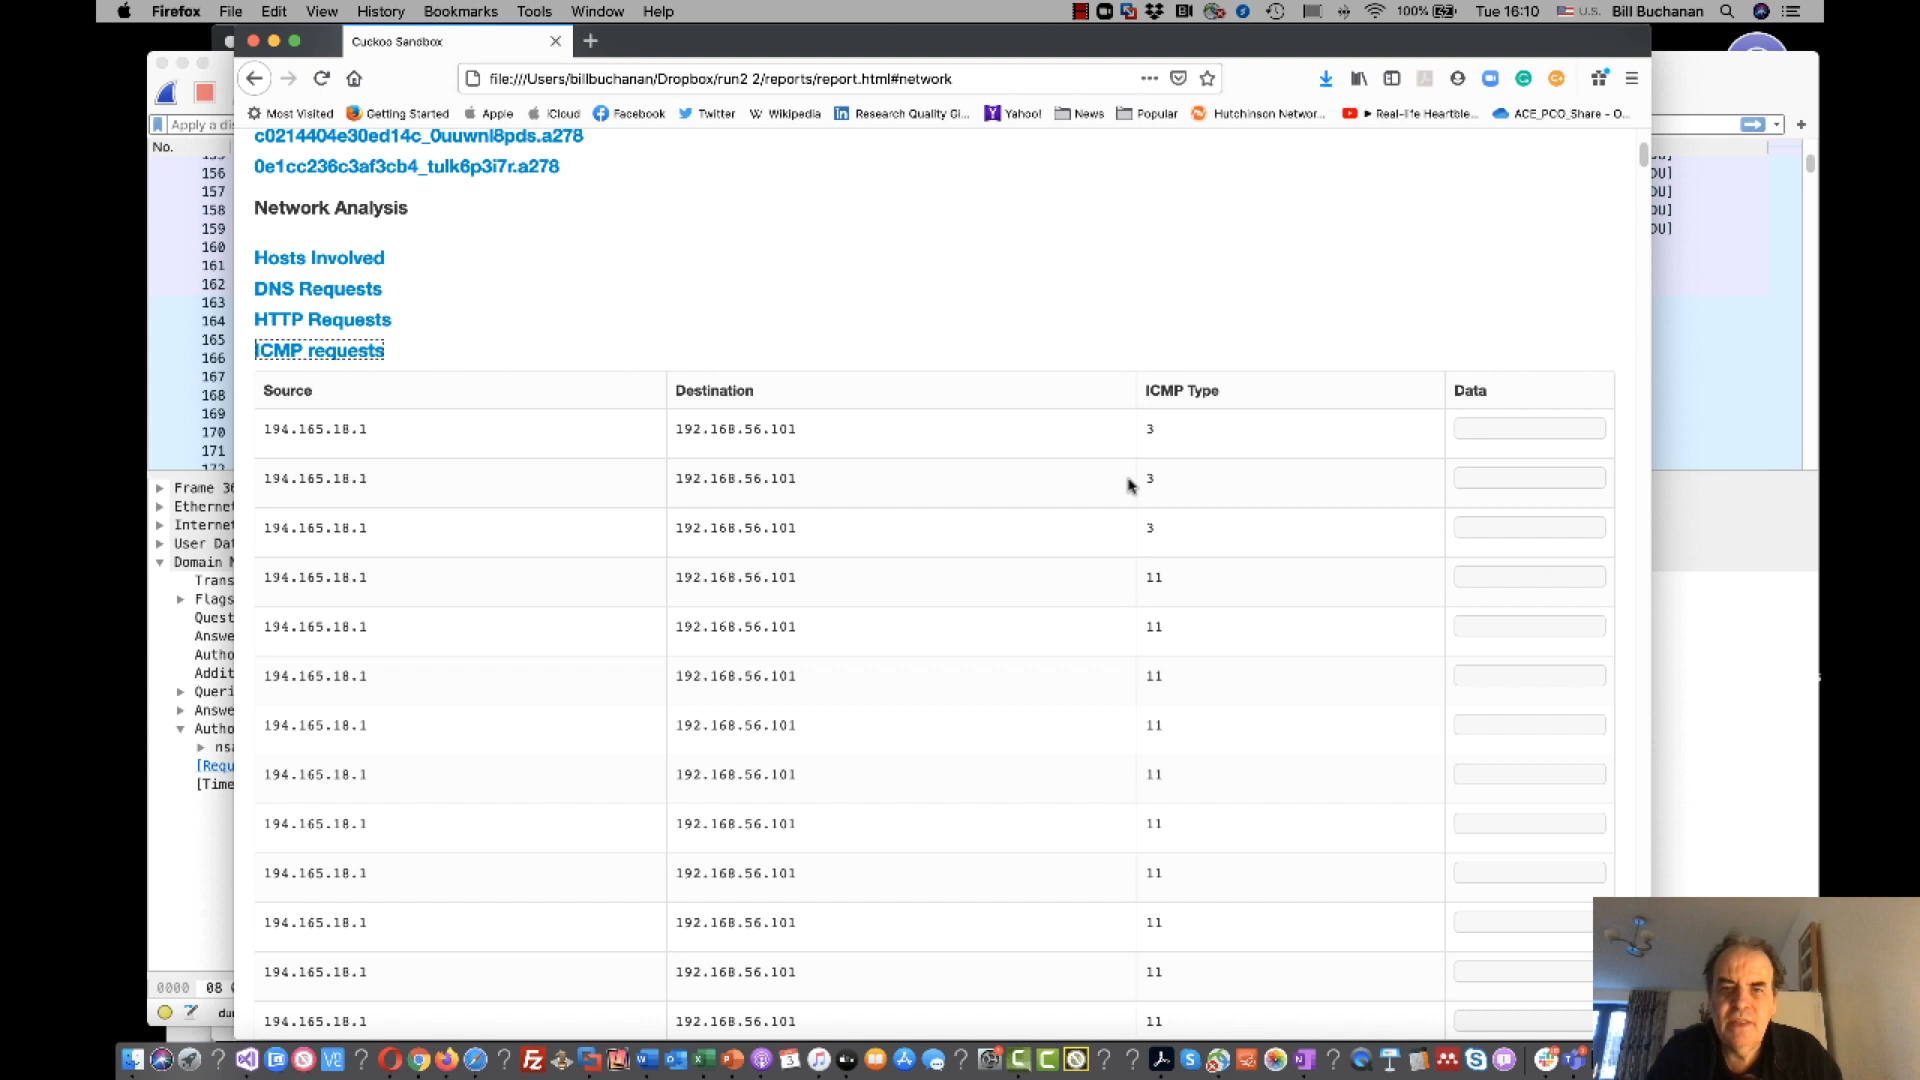 Firefox File Edit View History Bookmarks Tools Window Help 100% Tue 16:10 U.S. Bill Buchanan
Cuckoo Sandbox
file:///Users/billbuchanan/Dropbox/run2 2/reports/report.html#network
Most Visited Getting Started Apple iCloud Facebook Twitter Wikipedia Research Quality Gi... Yahoo! News Popular Hutchinson Networ... ► Real-life Heartble... ACE_PCO_Share - O...
Apply a dis
No.
c0214404e30ed14c_0uuwnl8pds.a278
0e1cc236c3af3cb4_tulk6p3i7r.a278
Network Analysis
Hosts Involved
DNS Requests
HTTP Requests
ICMP requests
Source Destination ICMP Type Data
194.165.18.1 192.168.56.101 3
194.165.18.1 192.168.56.101 3
194.165.18.1 192.168.56.101 3
194.165.18.1 192.168.56.101 11
194.165.18.1 192.168.56.101 11
194.165.18.1 192.168.56.101 11
194.165.18.1 192.168.56.101 11
194.165.18.1 192.168.56.101 11
194.165.18.1 192.168.56.101 11
194.165.18.1 192.168.56.101 11
194.165.18.1 192.168.56.101 11
194.165.18.1 192.168.56.101 11
194.165.18.1 192.168.56.101 11
156
157
158
159
160
161
162
163
164
165
166
167
168
169
170
171
172
DU]
DU]
DU]
DU]
Frame 36
Ethernet
Internet
User Dat
Domain N
Trans
Flags
Quest
Answe
Autho
Addit
Queri
Answe
Autho
nsa
[Requ
[Time
0000 08